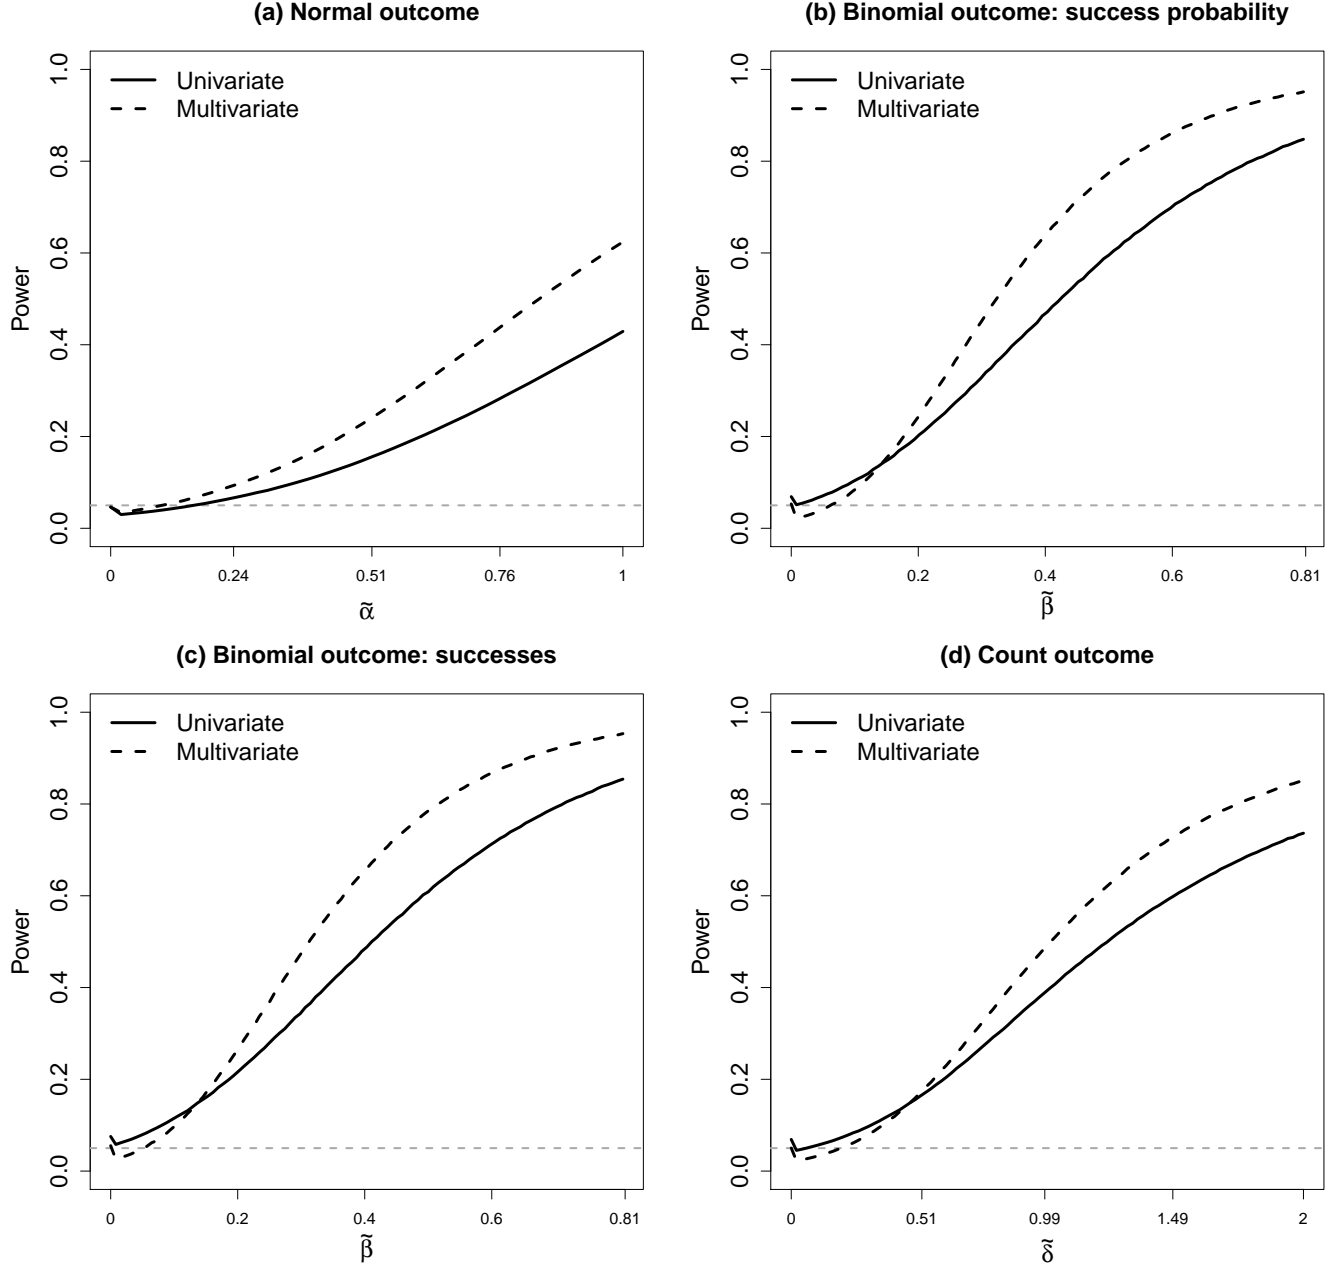 (a) Normal outcome
Univariate
Multivariate
Power
0.0 0.2 0.4 0.6 0.8 1.0
0 0.24 0.51 0.76 1
α̃
(b) Binomial outcome: success probability
Univariate
Multivariate
Power
0.0 0.2 0.4 0.6 0.8 1.0
0 0.2 0.4 0.6 0.81
β̃
(c) Binomial outcome: successes
Univariate
Multivariate
Power
0.0 0.2 0.4 0.6 0.8 1.0
0 0.2 0.4 0.6 0.81
β̃
(d) Count outcome
Univariate
Multivariate
Power
0.0 0.2 0.4 0.6 0.8 1.0
0 0.51 0.99 1.49 2
δ̃